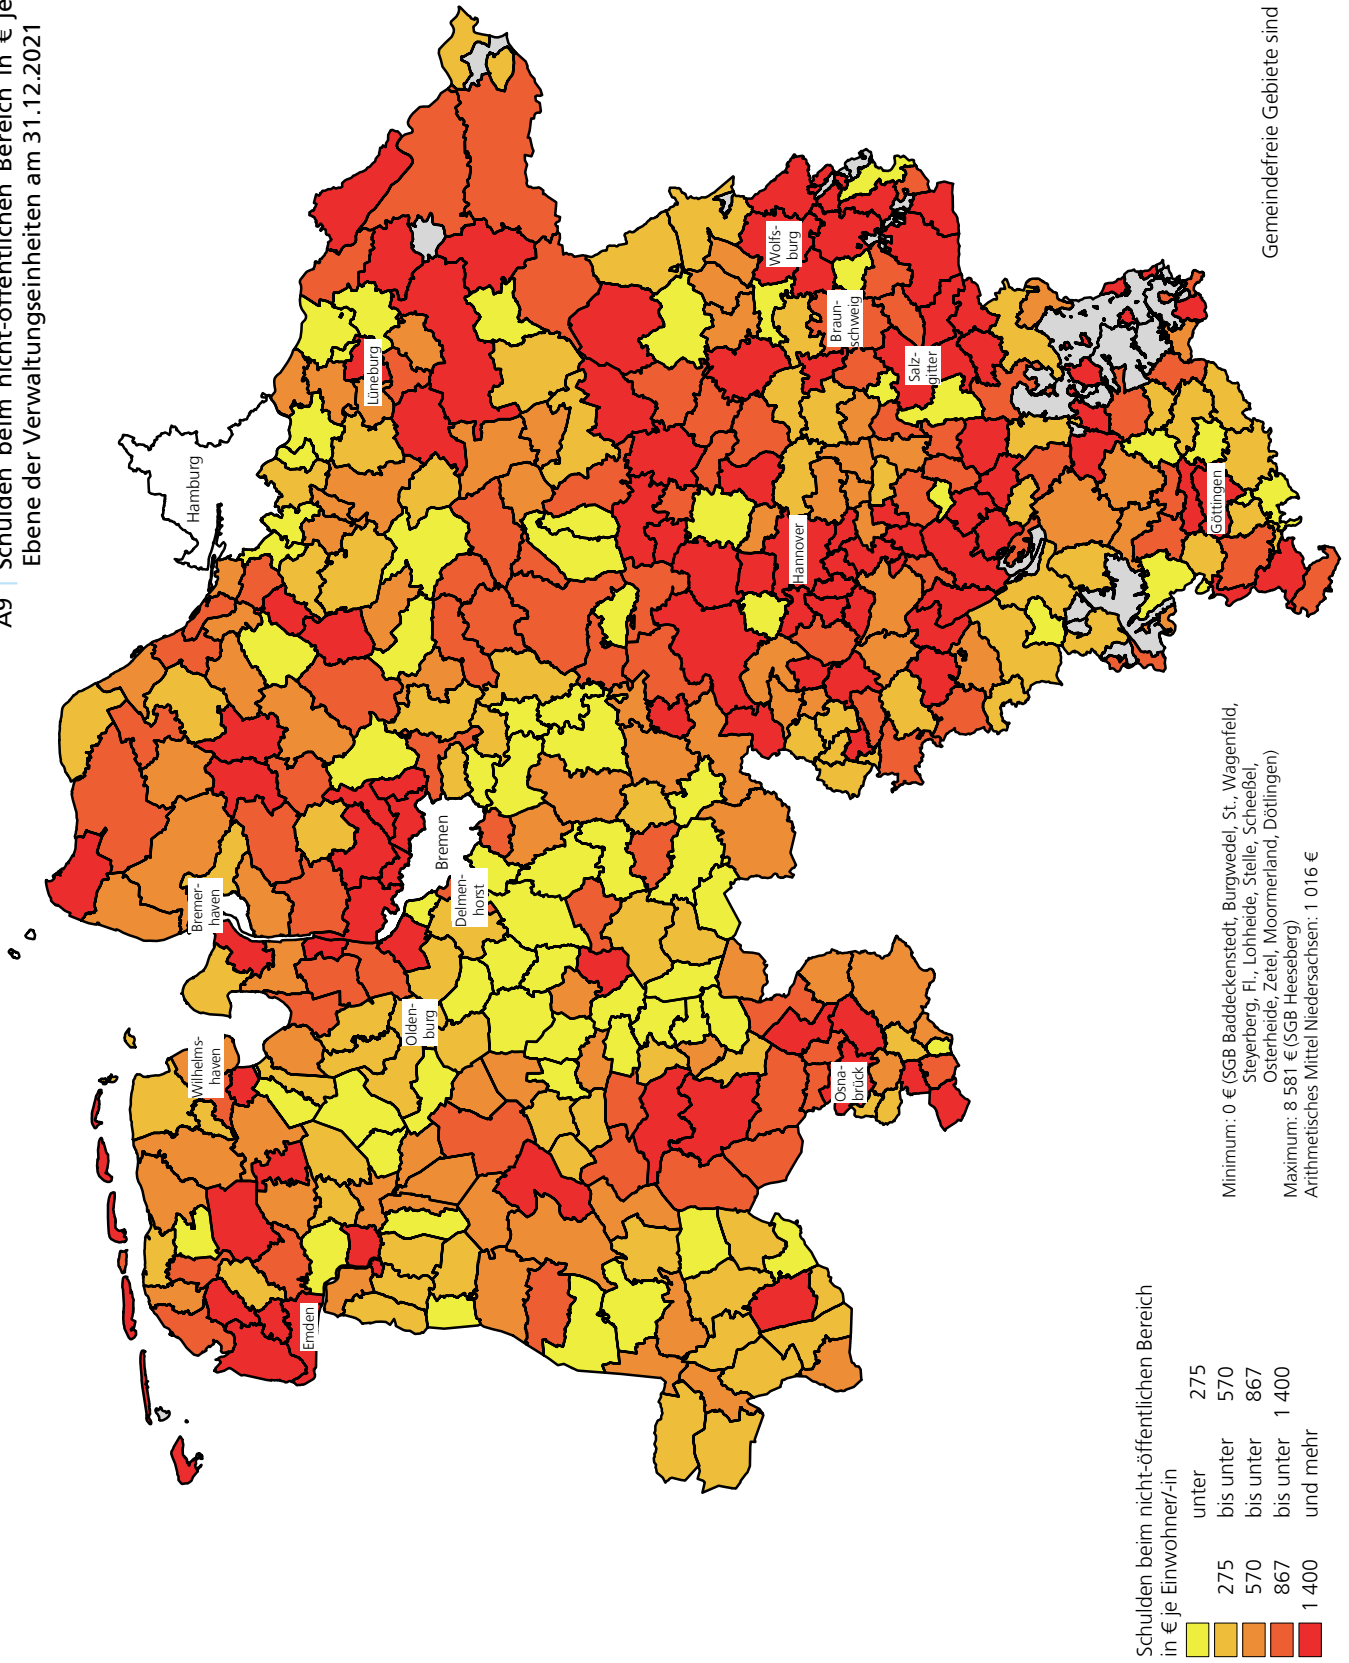 A9 | Schulden beim nicht-öffentlichen Bereich in € je
Ebene der Verwaltungseinheiten am 31.12.2021
Hamburg
Lüneburg
Bremer-
haven
Bremen
Delmen-
horst
Wilhelms-
haven
Olden-
burg
Emden
Wolfs-
burg
Braun-
schweig
Salz-
gitter
Hannover
Göttingen
Osna-
brück
Gemeindefreie Gebiete sind
Schulden beim nicht-öffentlichen Bereich
in € je Einwohner/-in
unter 275
275 bis unter 570
570 bis unter 867
867 bis unter 1 400
1 400 und mehr
Minimum: 0 € (SGB Baddeckenstedt, Burgwedel, St., Wagenfeld,
Steyerberg, Fl., Lohheide, Stelle, Scheeßel,
Osterheide, Zetel, Moormerland, Dötlingen)
Maximum: 8 581 € (SGB Heeseberg)
Arithmetisches Mittel Niedersachsen: 1 016 €